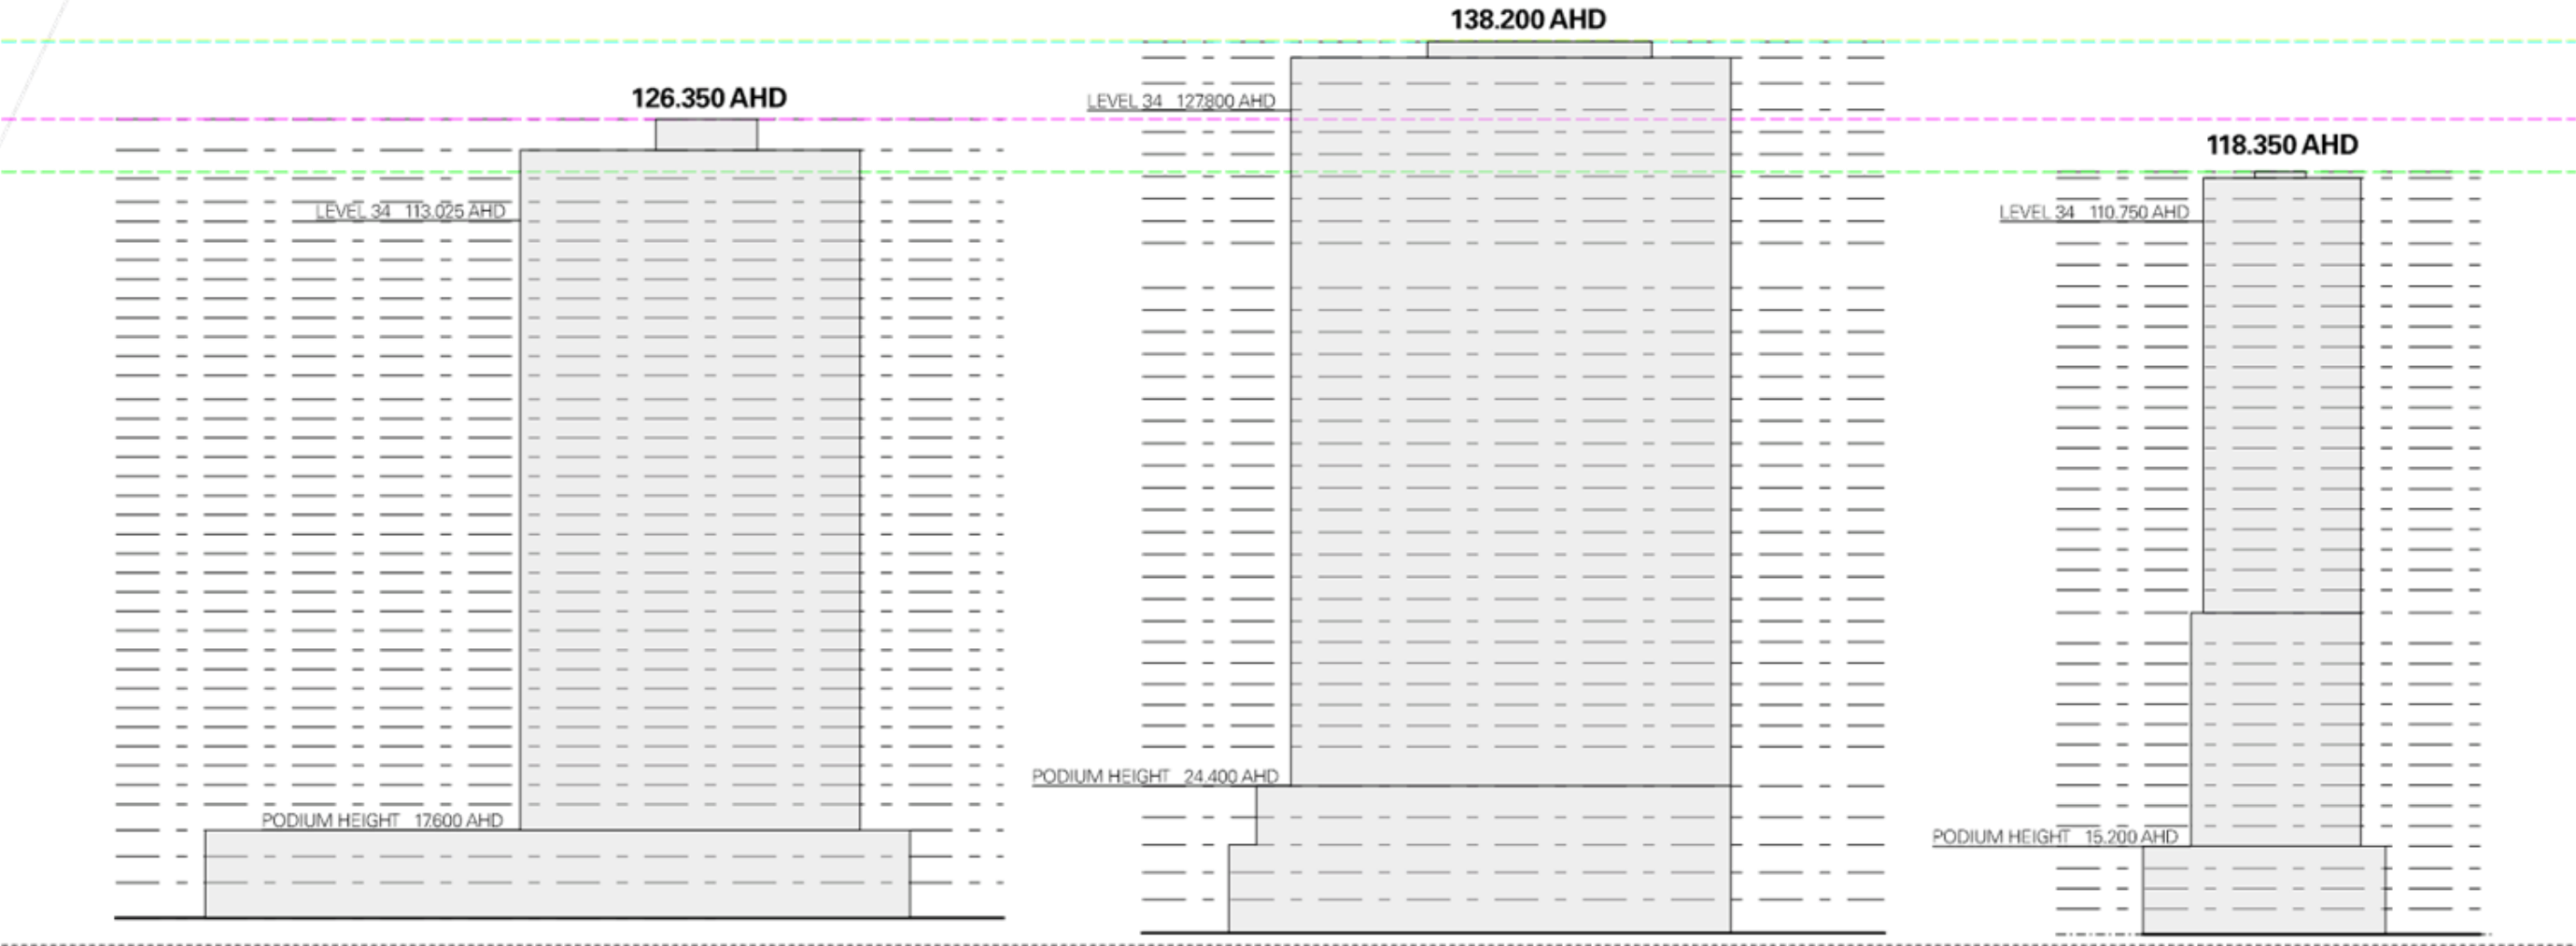 138.200 AHD
126.350 AHD
LEVEL 34 127.800 AHD
118.350 AHD
LEVEL 34 113.025 AHD
LEVEL 34 110.750 AHD
PODIUM HEIGHT 24.400 AHD
PODIUM HEIGHT 17.600 AHD
PODIUM HEIGHT 15.200 AHD